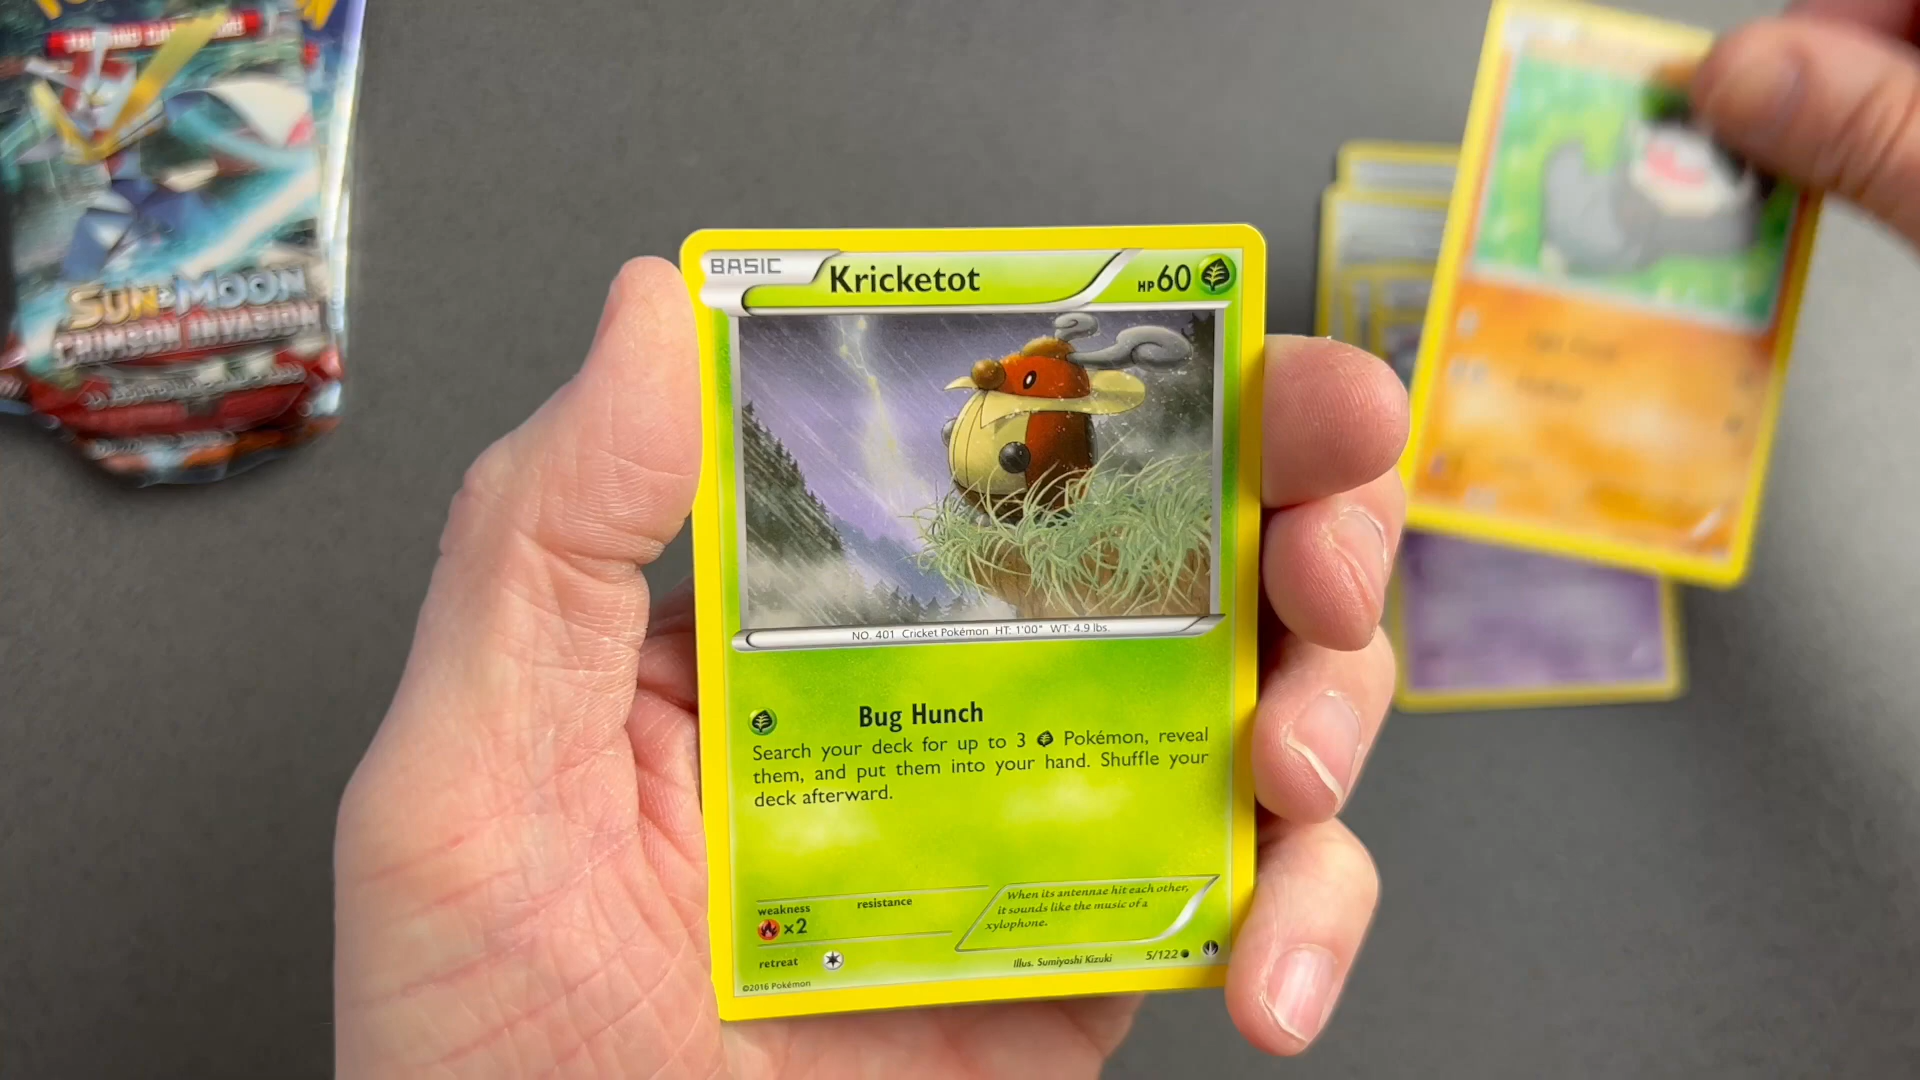 SUN & MOON
CRIMSON INVASION
BASIC
Kricketot
HP60
NO. 401 Cricket Pokémon HT: 1'00" WT: 4.9 lbs.
Bug Hunch
Search your deck for up to 3 Pokémon, reveal
them, and put them into your hand. Shuffle your
deck afterward.
weakness
×2
resistance
When its antennae hit each other,
it sounds like the music of a
xylophone.
retreat
Illus. Sumiyoshi Kizuki
5/122
©2016 Pokémon